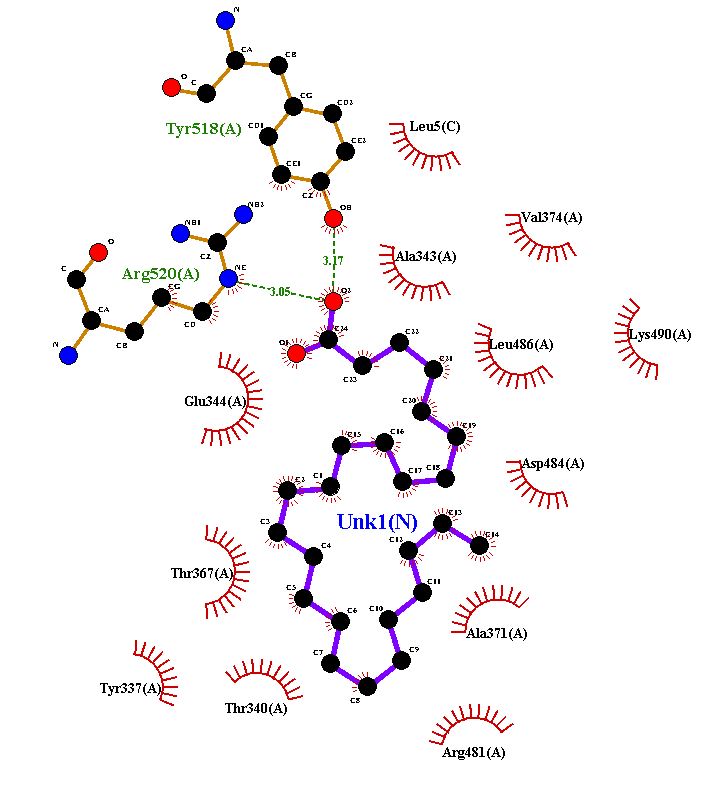 N
CA
CB
O
C
CG
CD2
CD1
Tyr518(A)
Leu5(C)
CE2
CE1
CZ
OH
NH2
Val374(A)
NH1
O
CZ
Ala343(A)
3.17
C
Arg520(A)
NE
3.05
O2
CG
CD
CA
Lys490(A)
CB
N
C24
C22
Leu486(A)
O1
C21
C23
Glu344(A)
C20
C19
C15
C16
Asp484(A)
C2
C1
C17
C18
C3
Unk1(N)
C13
C14
C12
C4
Thr367(A)
C5
C11
C6
C10
Ala371(A)
C7
C9
Tyr337(A)
C8
Thr340(A)
Arg481(A)